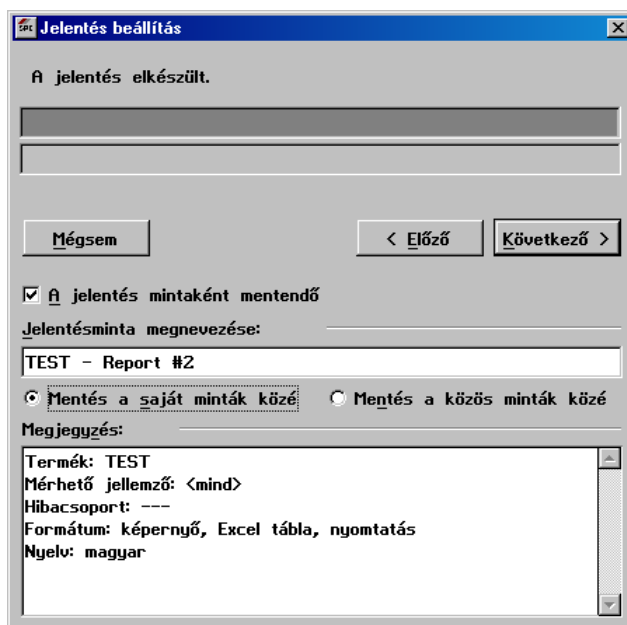 SPC Jelentés beállítás
A jelentés elkészült.
Mégsem < Előző Következő >
A jelentés mintaként mentendő
Jelentésminta megnevezése:
TEST - Report #2
Mentés a saját minták közé Mentés a közös minták közé
Megjegyzés:
Termék: TEST
Mérhető jellemző: <mind>
Hibacsoport: ---
Formátum: képernyő, Excel tábla, nyomtatás
Nyelv: magyar